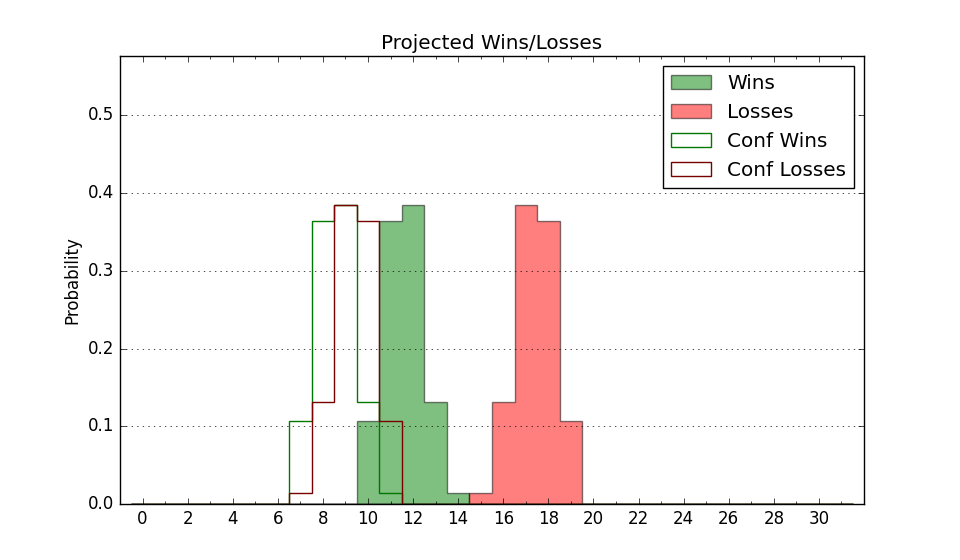 Projected Wins/Losses
Wins
Losses
Conf Wins
Conf Losses
Probability
0.5
0.4
0.3
0.2
0.1
0.0
0 2 4 6 8 10 12 14 16 18 20 22 24 26 28 30